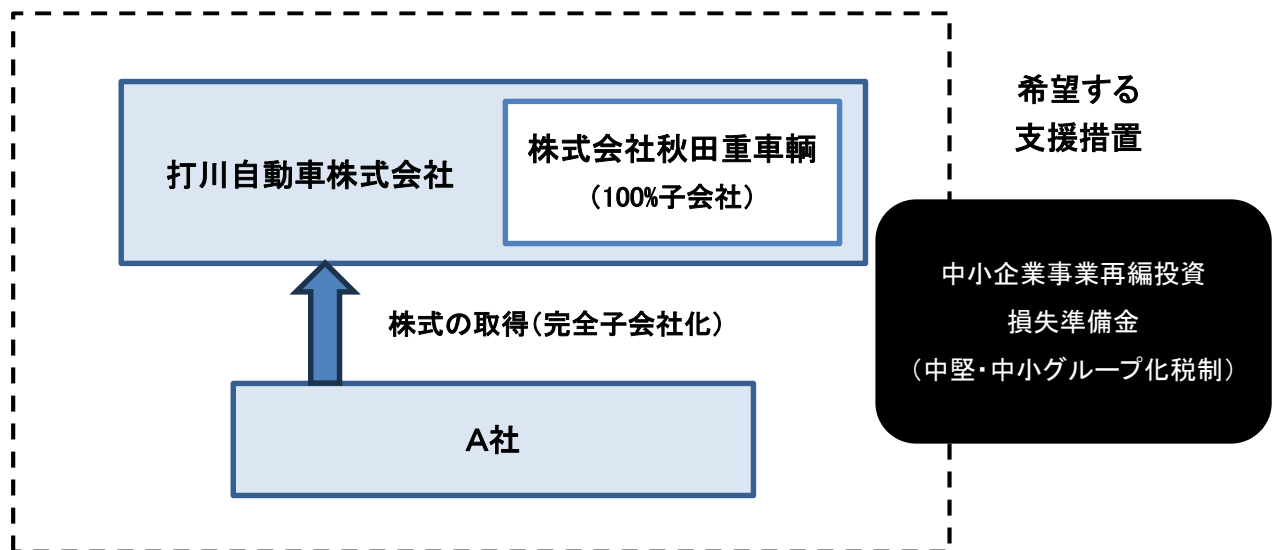 打川自動車株式会社
株式会社秋田重車輌
（100%子会社）
株式の取得（完全子会社化）
Ａ社
希望する
支援措置
中小企業事業再編投資
損失準備金
（中堅・中小グループ化税制）